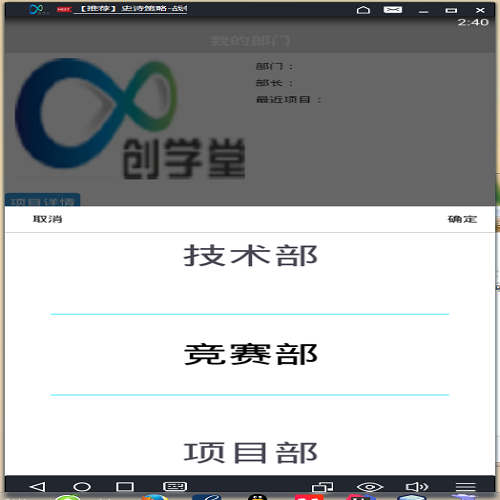 HOT 【推荐】史诗策略-战
2:40
我的部门
部门：
部长：
最近项目：
创学堂
项目详情
取消 确定
技术部
竞赛部
项目部